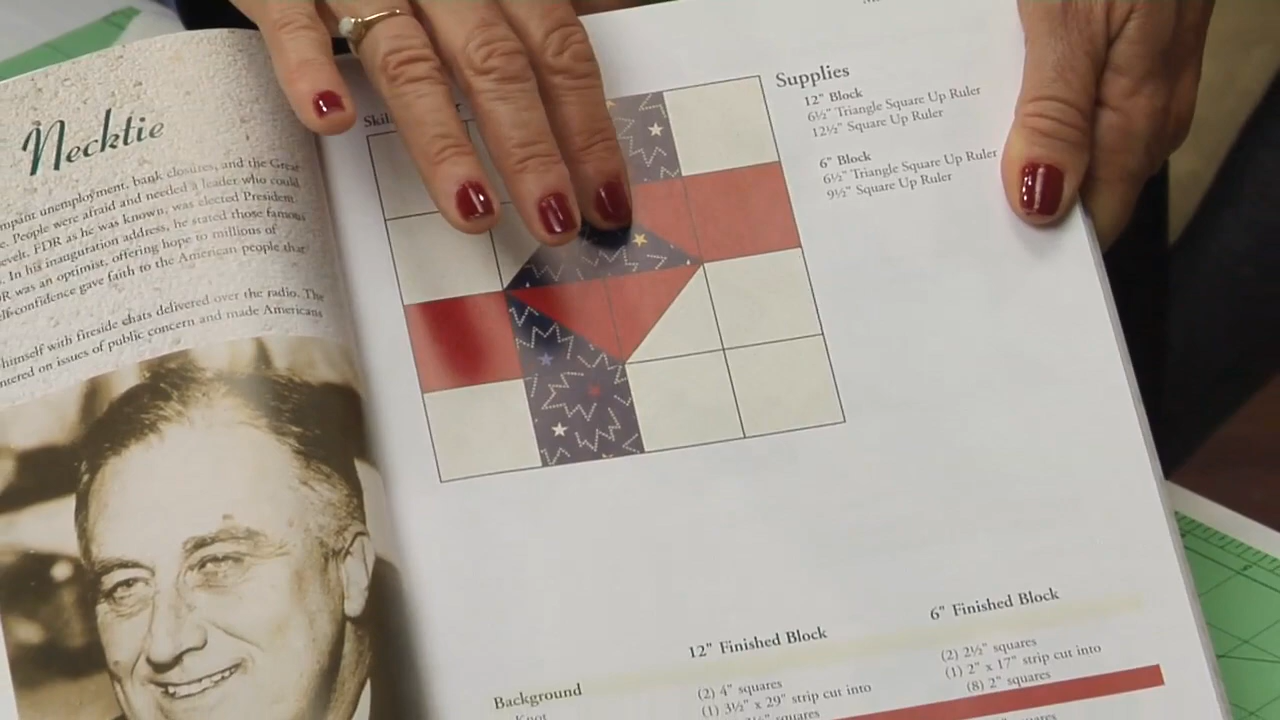 Necktie
unemployment, bank closures, and the Great
People were afraid and needed a leader who could
FDR as he was known, was elected President
In his inauguration address, he stated those famous
was an optimist, offering hope to millions of
gave faith to the American people that
himself with fireside chats delivered over the radio. The
on issues of public concern and made Americans
Supplies
12" Block
6½" Triangle Square Up Ruler
12½" Square Up Ruler
6" Block
6½" Triangle Square Up Ruler
9½" Square Up Ruler
12" Finished Block
6" Finished Block
Background
Knot
(2) 4" squares
(1) 3½" x 29" strip cut into
squares
(2) 2½" squares
(1) 2" x 17" strip cut into
(8) 2" squares
squares